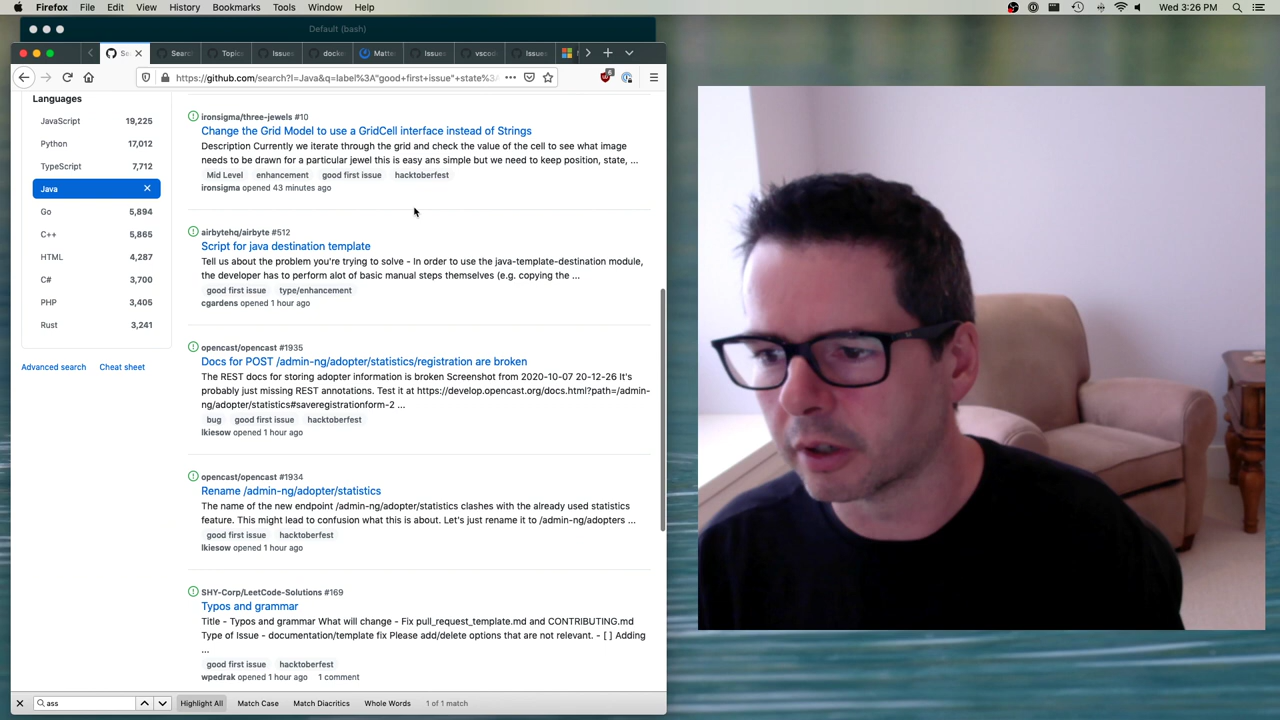 Firefox File Edit View History Bookmarks Tools Window Help Wed 3:26 PM
Default (bash)
Se Searc Topics Issues docke Matte Issues vscod Issues
https://github.com/search?l=Java&q=label%3A"good+first+issue"+state%3A
Languages
JavaScript 19,225
Python 17,012
TypeScript 7,712
Java
Go 5,894
C++ 5,865
HTML 4,287
C# 3,700
PHP 3,405
Rust 3,241
Advanced search Cheat sheet
ironsigma/three-jewels #10
Change the Grid Model to use a GridCell interface instead of Strings
Description Currently we iterate through the grid and check the value of the cell to see what image
needs to be drawn for a particular jewel this is easy ans simple but we need to keep position, state, ...
Mid Level enhancement good first issue hacktoberfest
ironsigma opened 43 minutes ago
airbytehq/airbyte #512
Script for java destination template
Tell us about the problem you're trying to solve - In order to use the java-template-destination module,
the developer has to perform alot of basic manual steps themselves (e.g. copying the ...
good first issue type/enhancement
cgardens opened 1 hour ago
opencast/opencast #1935
Docs for POST /admin-ng/adopter/statistics/registration are broken
The REST docs for storing adopter information is broken Screenshot from 2020-10-07 20-12-26 It's
probably just missing REST annotations. Test it at https://develop.opencast.org/docs.html?path=/admin-
ng/adopter/statistics#saveregistrationform-2 ...
bug good first issue hacktoberfest
lkiesow opened 1 hour ago
opencast/opencast #1934
Rename /admin-ng/adopter/statistics
The name of the new endpoint /admin-ng/adopter/statistics clashes with the already used statistics
feature. This might lead to confusion what this is about. Let's just rename it to /admin-ng/adopters ...
good first issue hacktoberfest
lkiesow opened 1 hour ago
SHY-Corp/LeetCode-Solutions #169
Typos and grammar
Title - Typos and grammar What will change - Fix pull_request_template.md and CONTRIBUTING.md
Type of Issue - documentation/template fix Please add/delete options that are not relevant. - [ ] Adding
...
good first issue hacktoberfest
wpedrak opened 1 hour ago 1 comment
ass Highlight All Match Case Match Diacritics Whole Words 1 of 1 match